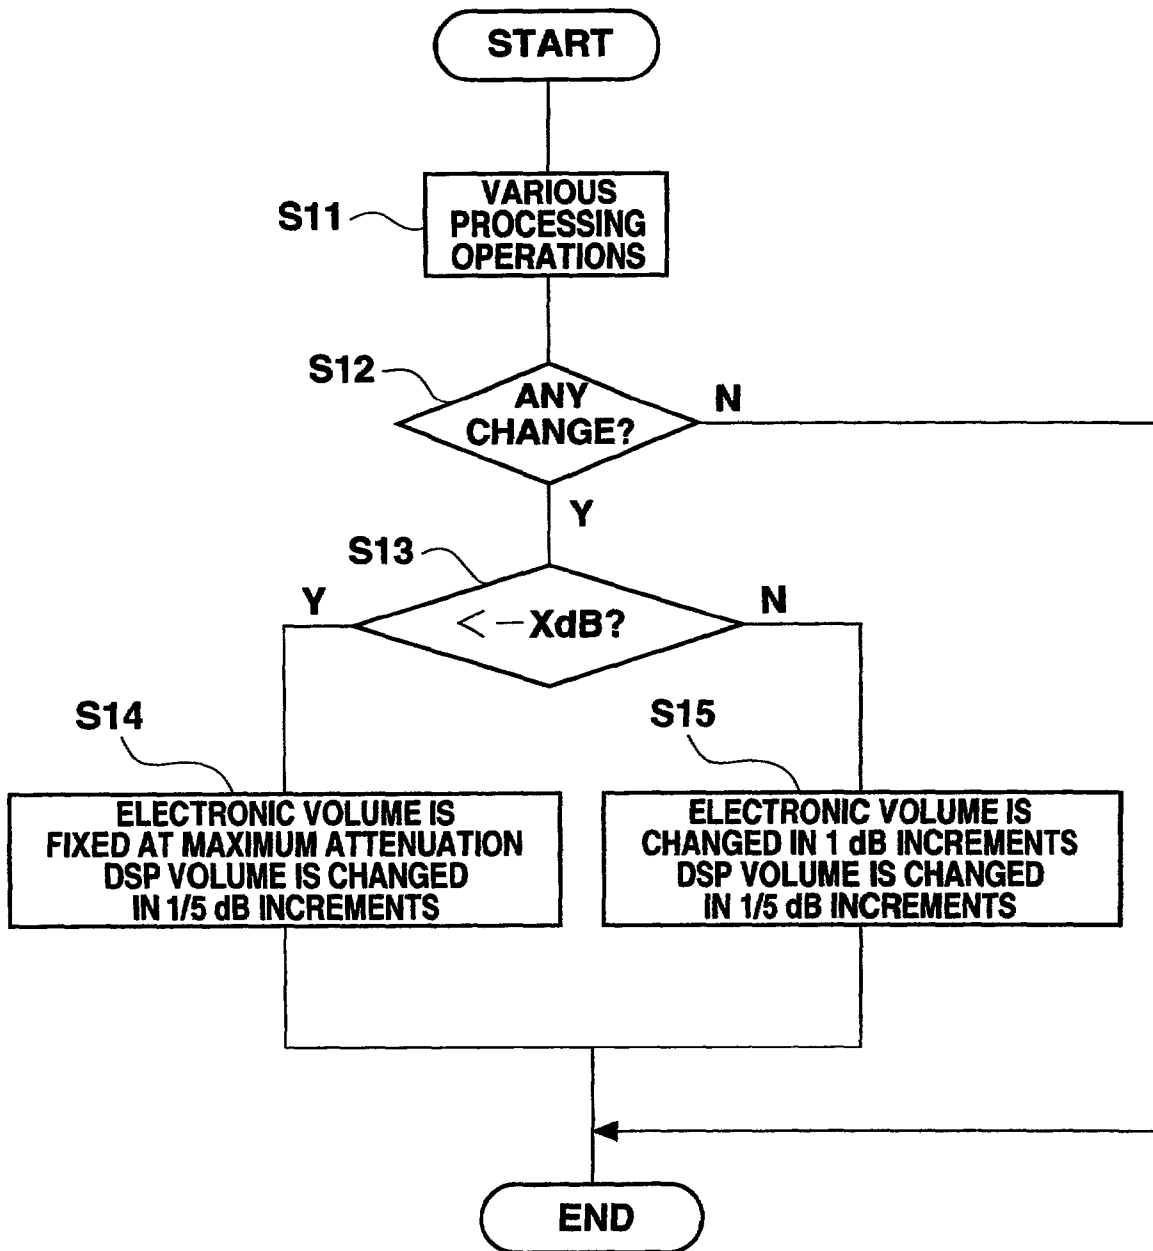 START
S11
VARIOUS
PROCESSING
OPERATIONS
S12
ANY
CHANGE?
N
Y
S13
Y
< −XdB?
N
S14
S15
ELECTRONIC VOLUME IS
FIXED AT MAXIMUM ATTENUATION
DSP VOLUME IS CHANGED
IN 1/5 dB INCREMENTS
ELECTRONIC VOLUME IS
CHANGED IN 1 dB INCREMENTS
DSP VOLUME IS CHANGED
IN 1/5 dB INCREMENTS
END